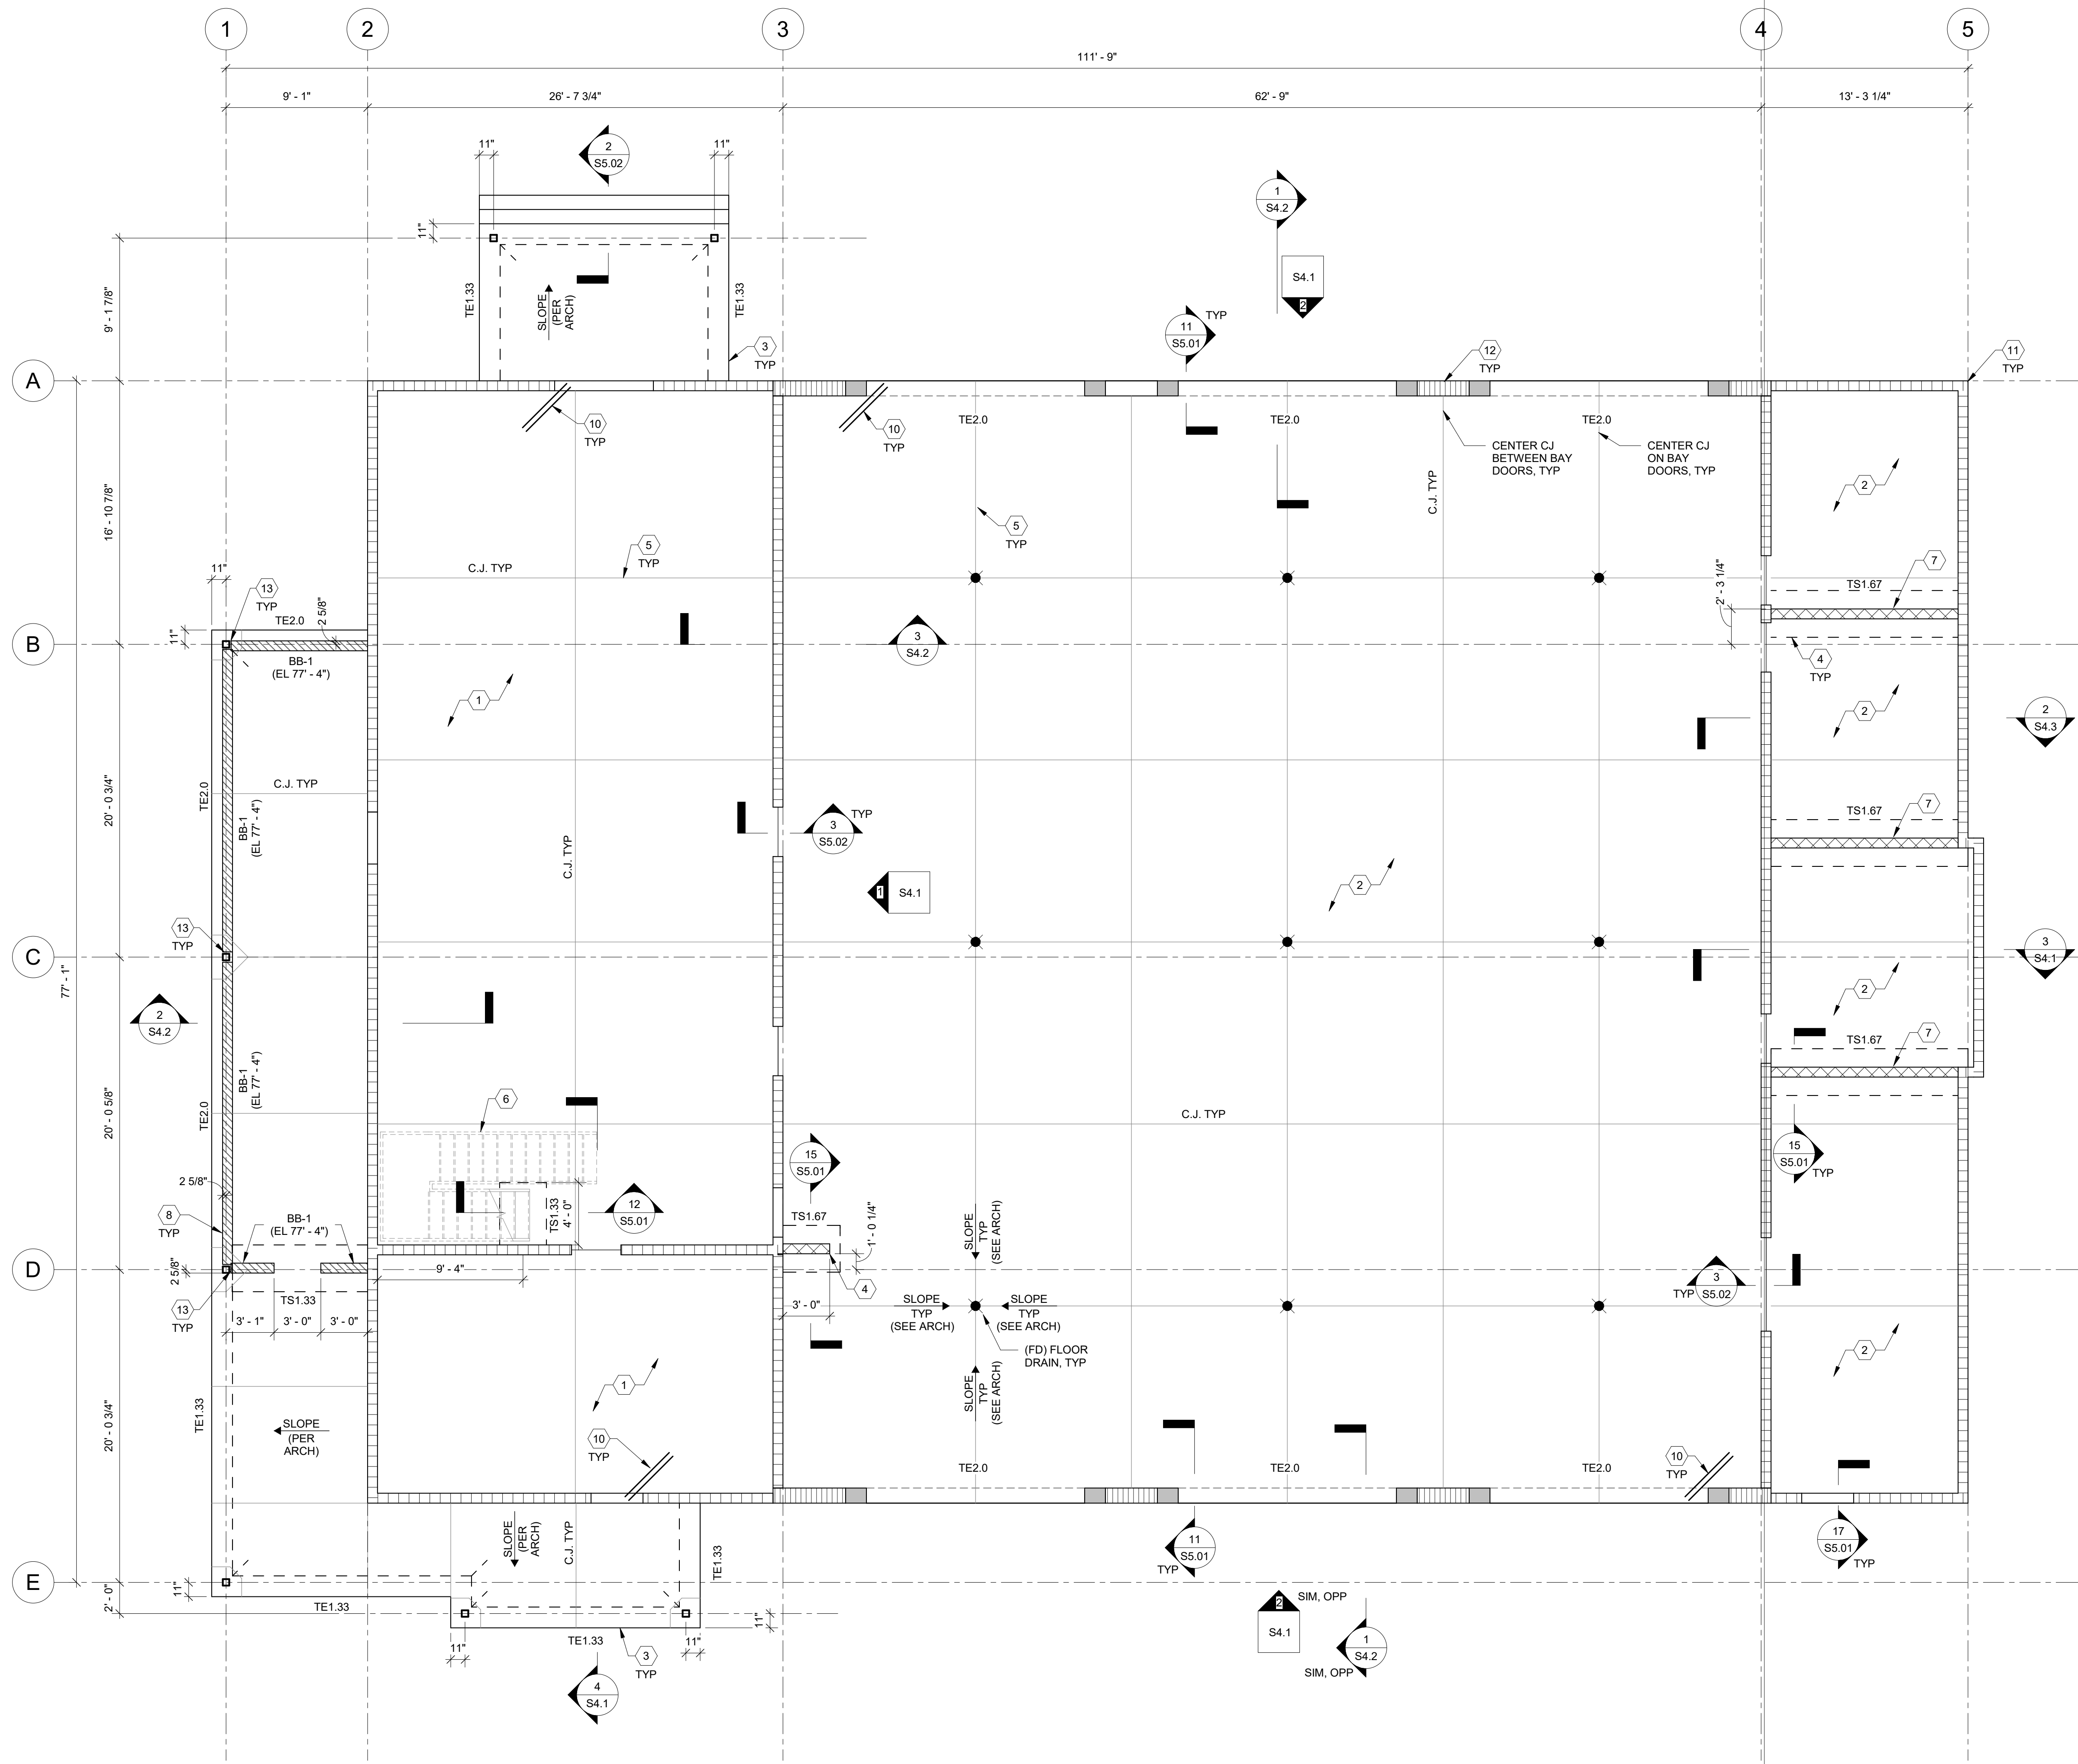 1
2
3
4
5
111' - 9"
9' - 1"
26' - 7 3/4"
62' - 9"
13' - 3 1/4"
2
S5.02
11"
11"
1
S4.2
11"
S4.1
2
9' - 1 7/8"
TE1.33
SLOPE
(PER
ARCH)
TE1.33
11
S5.01
TYP
3
TYP
12
TYP
11
TYP
A
10
TYP
10
TYP
TE2.0
TE2.0
TE2.0
CENTER CJ
BETWEEN BAY
DOORS, TYP
CENTER CJ
ON BAY
DOORS, TYP
C.J. TYP
2
16' - 10 7/8"
5
TYP
5
TYP
C.J. TYP
7
11"
13
TYP
TE2.0
2 5/8"
2' - 3 1/4"
TS1.67
11"
B
3
S4.2
BB-1
(EL 77' - 4")
4
TYP
1
2
2
S4.3
20' - 0 3/4"
TE2.0
C.J. TYP
BB-1
(EL 77' - 4")
C.J. TYP
3
S5.02
TYP
TS1.67
7
1
S4.1
2
13
TYP
C
77' - 1"
3
S4.1
2
S4.2
2
TS1.67
7
BB-1
(EL 77' - 4")
20' - 0 5/8"
TE2.0
6
C.J. TYP
15
S5.01
15
S5.01
TYP
2 5/8"
8
TYP
BB-1
(EL 77' - 4")
TS1.33
4' - 0"
12
S5.01
TS1.67
1' - 0 1/4"
SLOPE
TYP
(SEE ARCH)
D
2 5/8"
9' - 4"
4
3
S5.02
TYP
13
TYP
TS1.33
3' - 1"
3' - 0"
3' - 0"
3' - 0"
SLOPE
TYP
(SEE ARCH)
SLOPE
TYP
(SEE ARCH)
(FD) FLOOR
DRAIN, TYP
2
SLOPE
TYP
(SEE ARCH)
1
20' - 0 3/4"
TE1.33
SLOPE
(PER
ARCH)
10
TYP
10
TYP
TE2.0
TE2.0
TE2.0
SLOPE
(PER
ARCH)
C.J. TYP
TE1.33
11
S5.01
TYP
17
S5.01
TYP
E
11"
2' - 0"
TE1.33
11"
2
S4.1
SIM, OPP
11"
TE1.33
11"
3
TYP
1
S4.2
SIM, OPP
4
S4.1